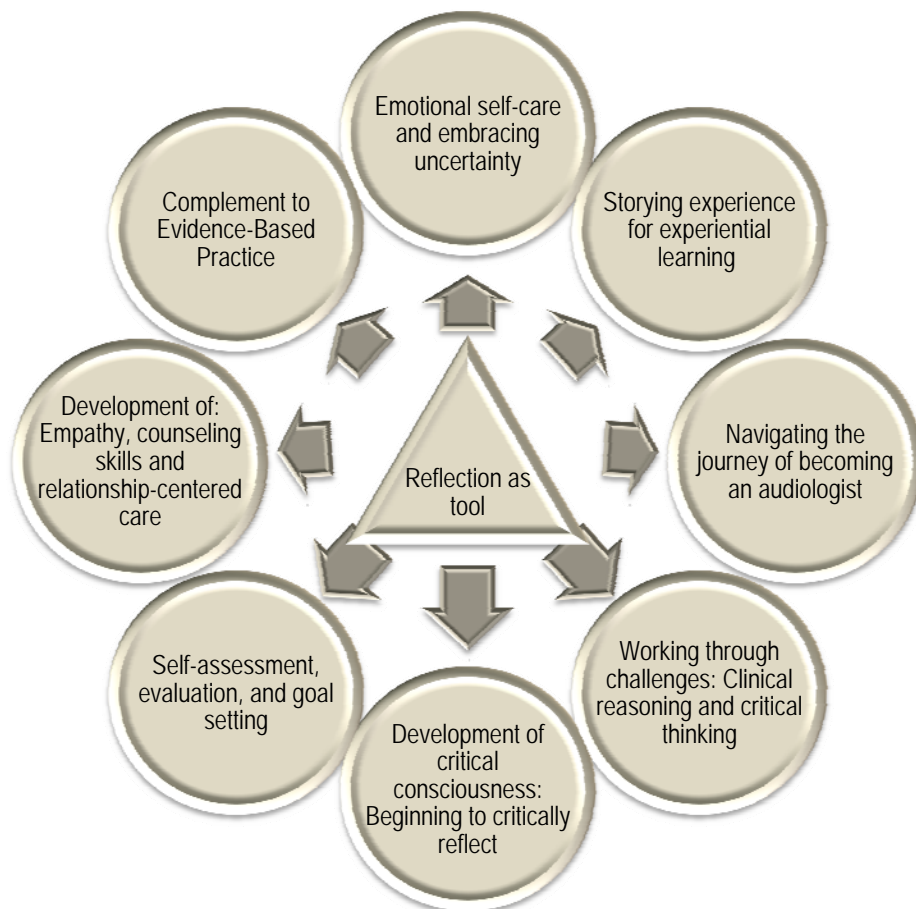 Emotional self-care
and embracing
uncertainty
Storying experience
for experiential
learning
Navigating the
journey of becoming
an audiologist
Working through
challenges: Clinical
reasoning and critical
thinking
Development of
critical
consciousness:
Beginning to critically
reflect
Self-assessment,
evaluation, and goal
setting
Development of:
Empathy, counseling
skills and
relationship-centered
care
Complement to
Evidence-Based
Practice
Reflection as
tool